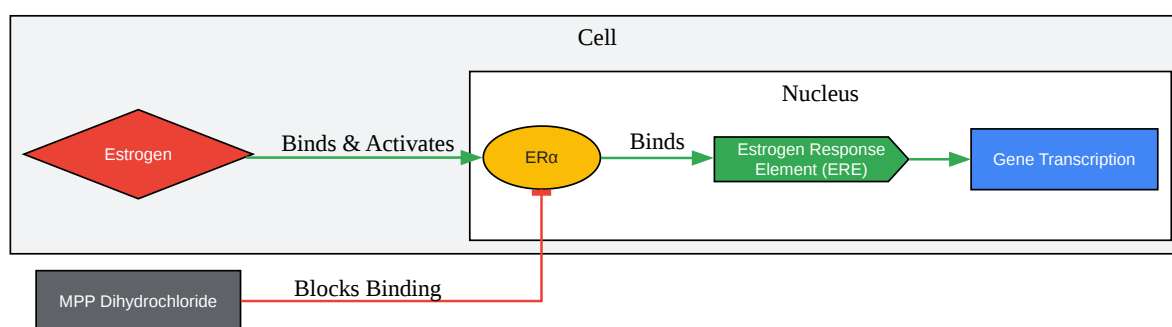 Cell
Nucleus
Estrogen
Binds & Activates
ERα
Binds
Estrogen Response
Element (ERE)
Gene Transcription
MPP Dihydrochloride
Blocks Binding